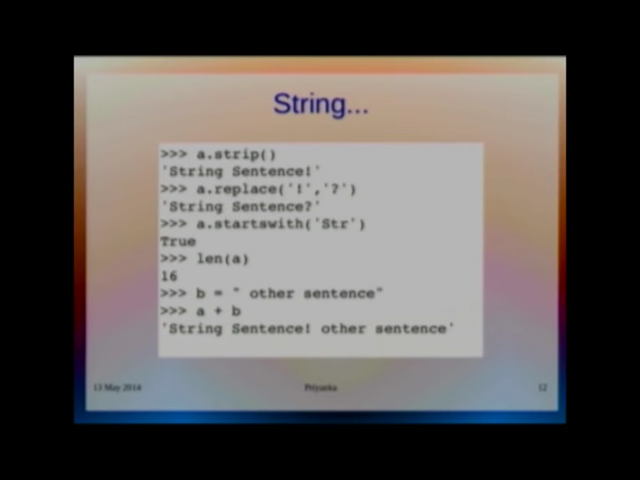 String...
>>> a.strip()
'String Sentence!'
>>> a.replace('!','?')
'String Sentence?'
>>> a.startswith('Str')
True
>>> len(a)
16
>>> b = " other sentence"
>>> a + b
'String Sentence! other sentence'
13 May 2014
Priyanka
12